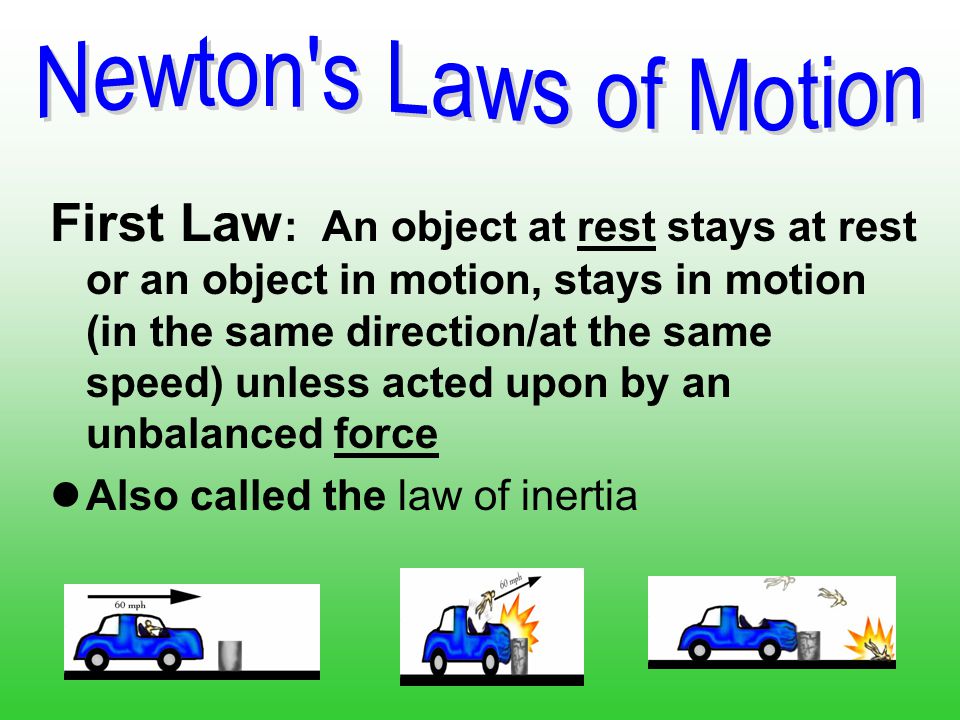 Newton's Laws of Motion
First Law: An object at rest stays at rest
or an object in motion, stays in motion
(in the same direction/at the same
speed) unless acted upon by an
unbalanced force
● Also called the law of inertia
60 mph
60 mph